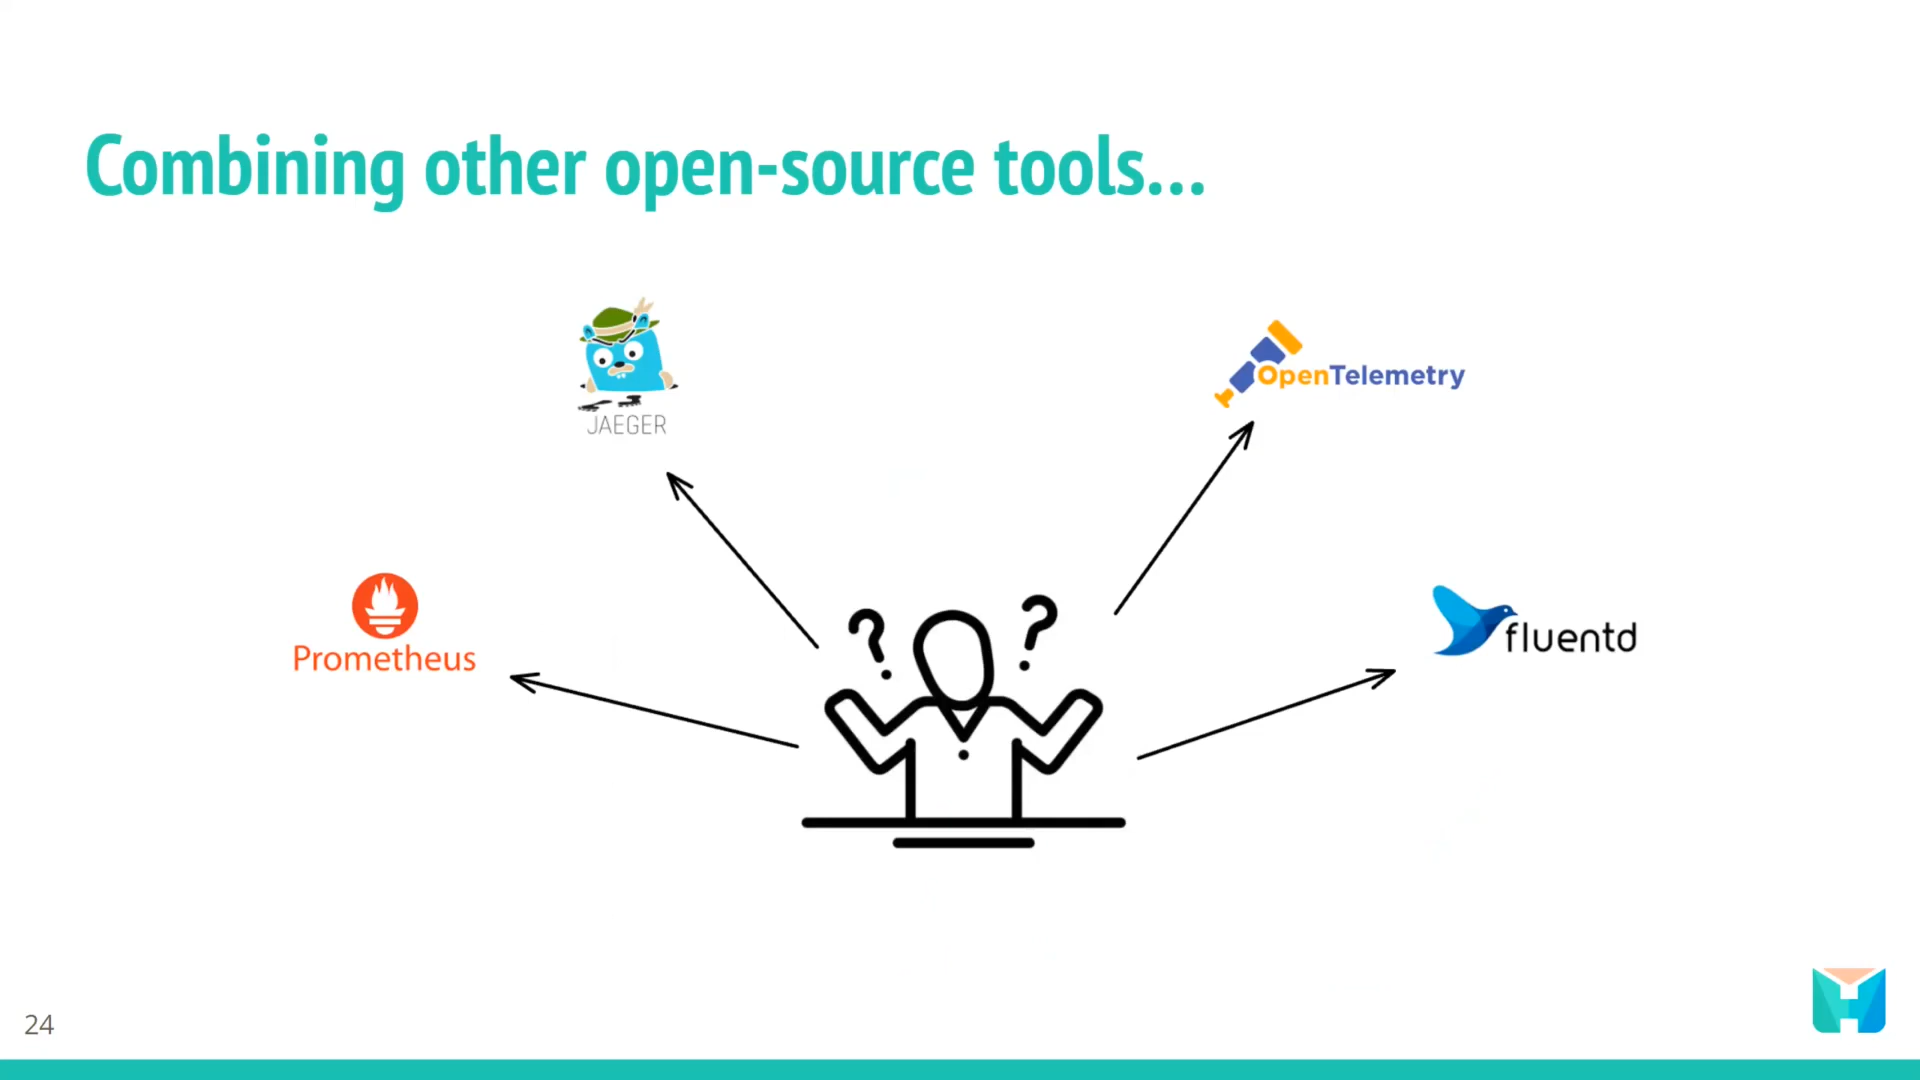 Combining other open-source tools...
JAEGER
OpenTelemetry
Prometheus
fluentd
? ?
24